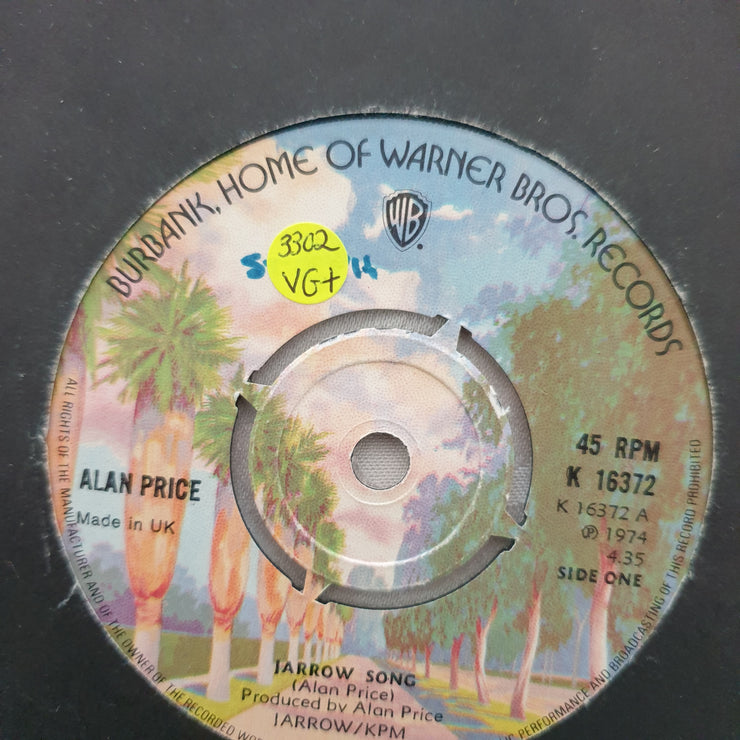 BURBANK, HOME OF WARNER BROS. RECORDS
WB
3302
VG+
ALAN PRICE
Made in UK
45 RPM
K 16372
K 16372 A
℗ 1974
4.35
SIDE ONE
JARROW SONG
(Alan Price)
Produced by Alan Price
JARROW/KPM
ALL RIGHTS OF THE MANUFACTURER AND OF THE OWNER OF THE RECORDED
PERFORMANCE AND BROADCASTING OF THIS RECORD PROHIBITED